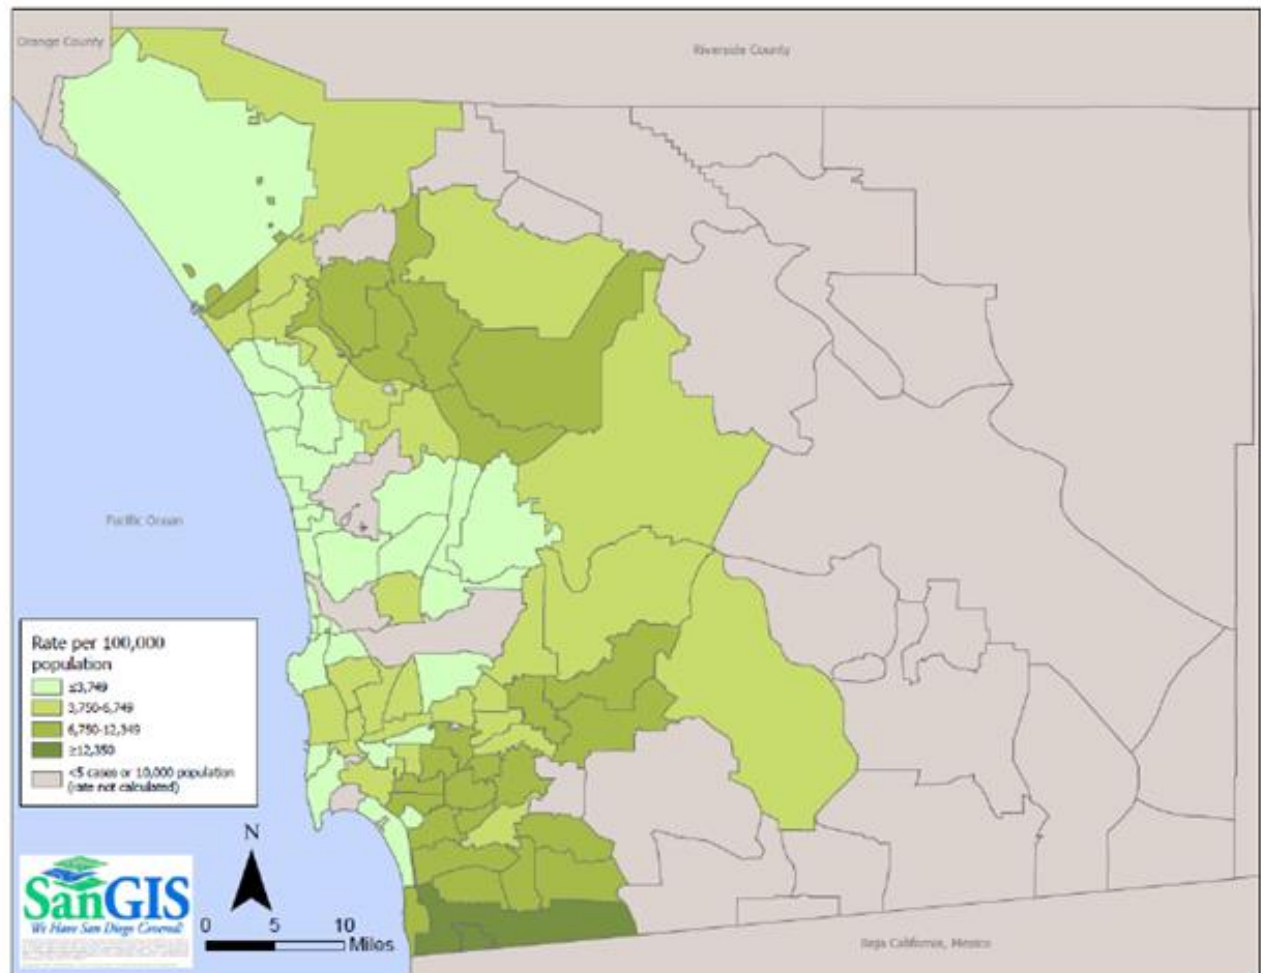 Orange County
Riverside County
Pacific Ocean
Rate per 100,000
population
≤3,749
3,750-6,749
6,750-12,349
≥12,350
<5 cases or 10,000 population
(rate not calculated)
N
0 5 10
Miles
SanGIS
We Have San Diego Covered!
Baja California, Mexico